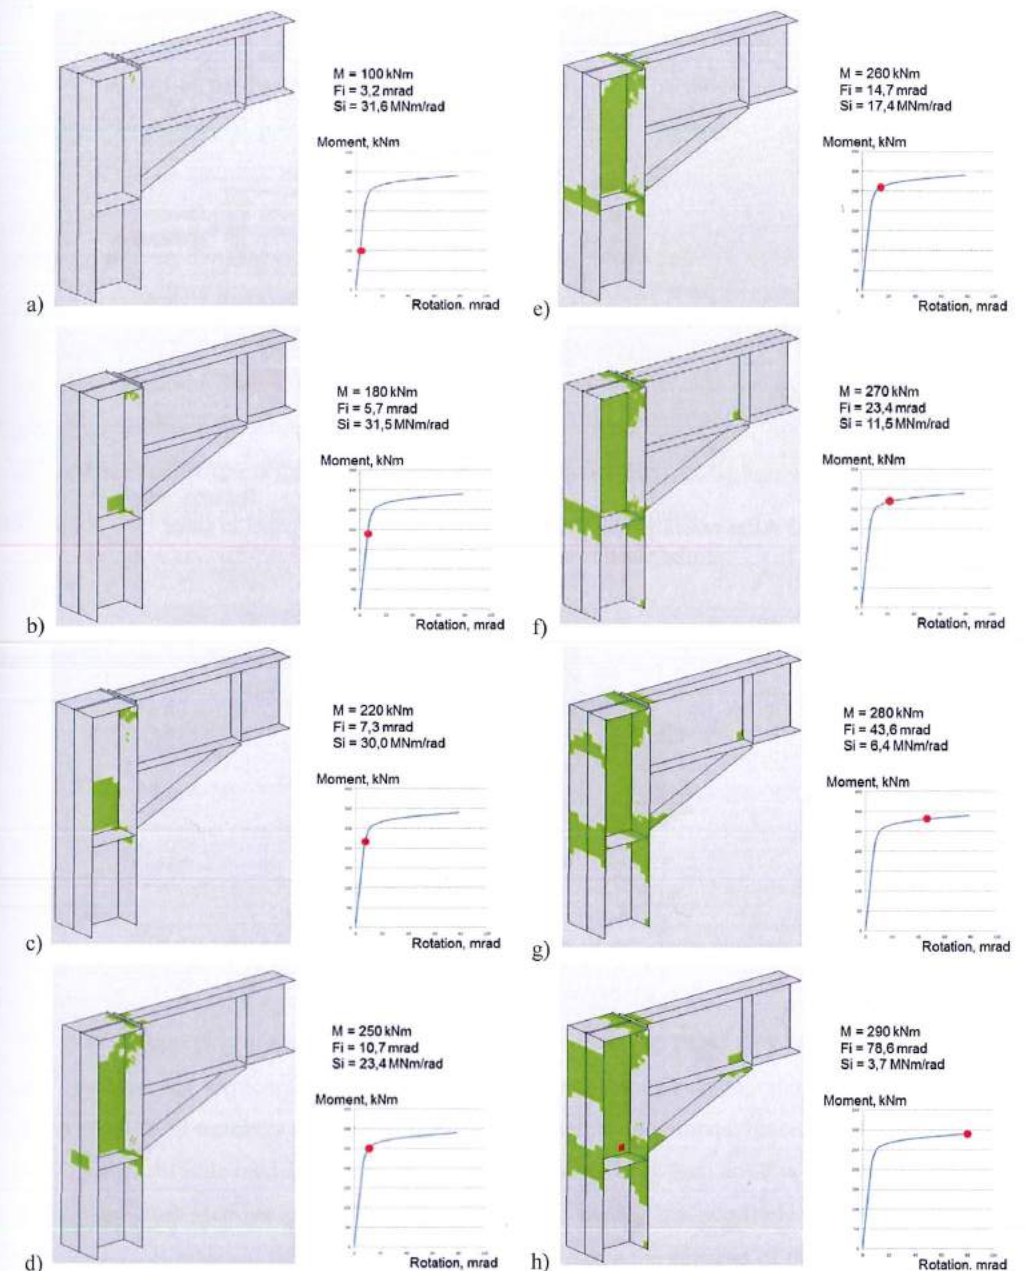 M = 100 kNm
Fi = 3,2 mrad
Si = 31,6 MNm/rad
Moment, kNm
Rotation. mrad
a)
M = 180 kNm
Fi = 5,7 mrad
Si = 31,5 MNm/rad
Moment, kNm
Rotation, mrad
b)
M = 220 kNm
Fi = 7,3 mrad
Si = 30,0 MNm/rad
Moment, kNm
Rotation, mrad
c)
M = 250 kNm
Fi = 10,7 mrad
Si = 23,4 MNm/rad
Moment, kNm
Rotation, mrad
d)
M = 260 kNm
Fi = 14,7 mrad
Si = 17,4 MNm/rad
Moment, kNm
Rotation, mrad
e)
M = 270 kNm
Fi = 23,4 mrad
Si = 11,5 MNm/rad
Moment, kNm
Rotation, mrad
f)
M = 280 kNm
Fi = 43,6 mrad
Si = 6,4 MNm/rad
Moment, kNm
Rotation, mrad
g)
M = 290 kNm
Fi = 78,6 mrad
Si = 3,7 MNm/rad
Moment, kNm
Rotation. mrad
h)